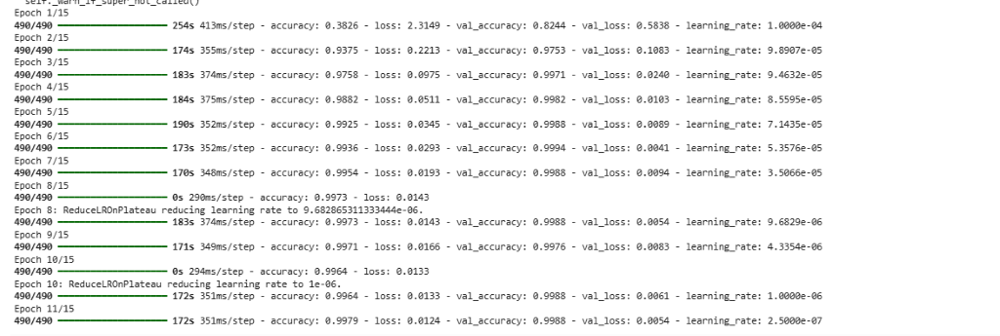 self._warn_if_super_not_called()
Epoch 1/15
490/490 ━━━━━━━━━━━━━━━━━━━━ 254s 413ms/step - accuracy: 0.3826 - loss: 2.3149 - val_accuracy: 0.8244 - val_loss: 0.5838 - learning_rate: 1.0000e-04
Epoch 2/15
490/490 ━━━━━━━━━━━━━━━━━━━━ 174s 355ms/step - accuracy: 0.9375 - loss: 0.2213 - val_accuracy: 0.9753 - val_loss: 0.1083 - learning_rate: 9.8907e-05
Epoch 3/15
490/490 ━━━━━━━━━━━━━━━━━━━━ 183s 374ms/step - accuracy: 0.9758 - loss: 0.0975 - val_accuracy: 0.9971 - val_loss: 0.0240 - learning_rate: 9.4632e-05
Epoch 4/15
490/490 ━━━━━━━━━━━━━━━━━━━━ 184s 375ms/step - accuracy: 0.9882 - loss: 0.0511 - val_accuracy: 0.9982 - val_loss: 0.0103 - learning_rate: 8.5595e-05
Epoch 5/15
490/490 ━━━━━━━━━━━━━━━━━━━━ 190s 352ms/step - accuracy: 0.9925 - loss: 0.0345 - val_accuracy: 0.9988 - val_loss: 0.0089 - learning_rate: 7.1435e-05
Epoch 6/15
490/490 ━━━━━━━━━━━━━━━━━━━━ 173s 352ms/step - accuracy: 0.9936 - loss: 0.0293 - val_accuracy: 0.9994 - val_loss: 0.0041 - learning_rate: 5.3576e-05
Epoch 7/15
490/490 ━━━━━━━━━━━━━━━━━━━━ 170s 348ms/step - accuracy: 0.9954 - loss: 0.0193 - val_accuracy: 0.9988 - val_loss: 0.0094 - learning_rate: 3.5066e-05
Epoch 8/15
490/490 ━━━━━━━━━━━━━━━━━━━━ 0s 290ms/step - accuracy: 0.9973 - loss: 0.0143
Epoch 8: ReduceLROnPlateau reducing learning rate to 9.682865311333444e-06.
490/490 ━━━━━━━━━━━━━━━━━━━━ 183s 374ms/step - accuracy: 0.9973 - loss: 0.0143 - val_accuracy: 0.9988 - val_loss: 0.0054 - learning_rate: 9.6829e-06
Epoch 9/15
490/490 ━━━━━━━━━━━━━━━━━━━━ 171s 349ms/step - accuracy: 0.9971 - loss: 0.0166 - val_accuracy: 0.9976 - val_loss: 0.0083 - learning_rate: 4.3354e-06
Epoch 10/15
490/490 ━━━━━━━━━━━━━━━━━━━━ 0s 294ms/step - accuracy: 0.9964 - loss: 0.0133
Epoch 10: ReduceLROnPlateau reducing learning rate to 1e-06.
490/490 ━━━━━━━━━━━━━━━━━━━━ 172s 351ms/step - accuracy: 0.9964 - loss: 0.0133 - val_accuracy: 0.9988 - val_loss: 0.0061 - learning_rate: 1.0000e-06
Epoch 11/15
490/490 ━━━━━━━━━━━━━━━━━━━━ 172s 351ms/step - accuracy: 0.9979 - loss: 0.0124 - val_accuracy: 0.9988 - val_loss: 0.0054 - learning_rate: 2.5000e-07